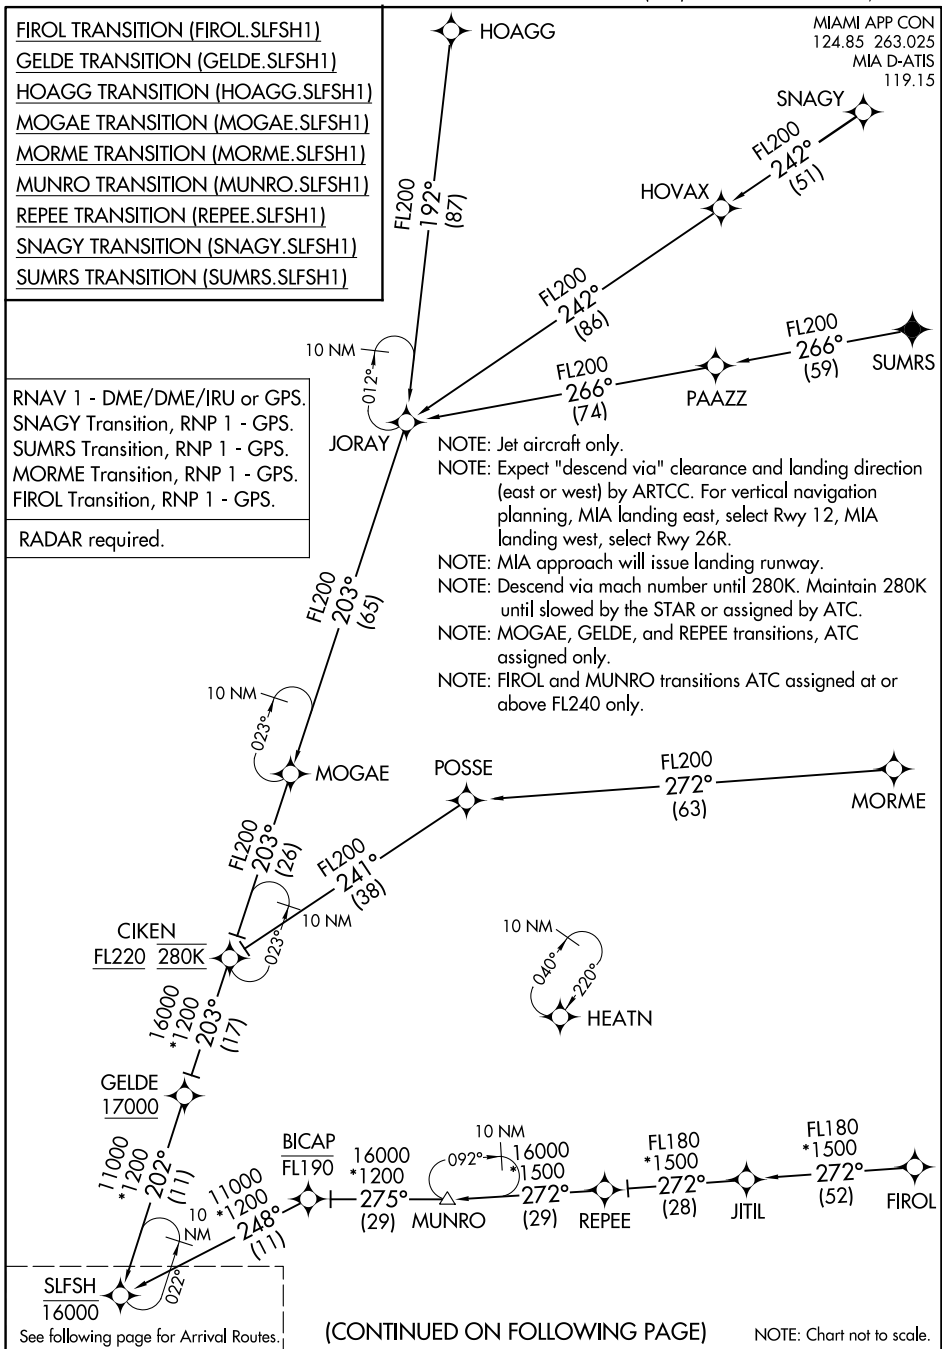 FIROL TRANSITION (FIROL.SLFSH1)
GELDE TRANSITION (GELDE.SLFSH1)
HOAGG TRANSITION (HOAGG.SLFSH1)
MOGAE TRANSITION (MOGAE.SLFSH1)
MORME TRANSITION (MORME.SLFSH1)
MUNRO TRANSITION (MUNRO.SLFSH1)
REPEE TRANSITION (REPEE.SLFSH1)
SNAGY TRANSITION (SNAGY.SLFSH1)
SUMRS TRANSITION (SUMRS.SLFSH1)
HOAGG
MIAMI APP CON
124.85 263.025
MIA D-ATIS
119.15
SNAGY
FL200
242°
(51)
HOVAX
FL200
192°
(87)
FL200
242°
(86)
FL200
266°
(59)
SUMRS
PAAZZ
FL200
266°
(74)
10 NM
012°
JORAY
RNAV 1 - DME/DME/IRU or GPS.
SNAGY Transition, RNP 1 - GPS.
SUMRS Transition, RNP 1 - GPS.
MORME Transition, RNP 1 - GPS.
FIROL Transition, RNP 1 - GPS.
RADAR required.
NOTE: Jet aircraft only.
NOTE: Expect "descend via" clearance and landing direction
(east or west) by ARTCC. For vertical navigation
planning, MIA landing east, select Rwy 12, MIA
landing west, select Rwy 26R.
NOTE: MIA approach will issue landing runway.
NOTE: Descend via mach number until 280K. Maintain 280K
until slowed by the STAR or assigned by ATC.
NOTE: MOGAE, GELDE, and REPEE transitions, ATC
assigned only.
NOTE: FIROL and MUNRO transitions ATC assigned at or
above FL240 only.
FL200
203°
(65)
10 NM
023°
MOGAE
POSSE
FL200
272°
(63)
MORME
FL200
203°
(26)
FL200
241°
(38)
10 NM
023°
CIKEN
FL220 280K
10 NM
040°
220°
HEATN
16000
*1200
203°
(17)
GELDE
17000
11000
*1200
202°
(11)
BICAP
FL190
16000
*1200
275°
(29)
10 NM
092°
MUNRO
16000
*1500
272°
(29)
REPEE
FL180
*1500
272°
(28)
JITIL
FL180
*1500
272°
(52)
FIROL
11000
*1200
248°
(11)
10
NM
022°
SLFSH
16000
See following page for Arrival Routes.
(CONTINUED ON FOLLOWING PAGE)
NOTE: Chart not to scale.